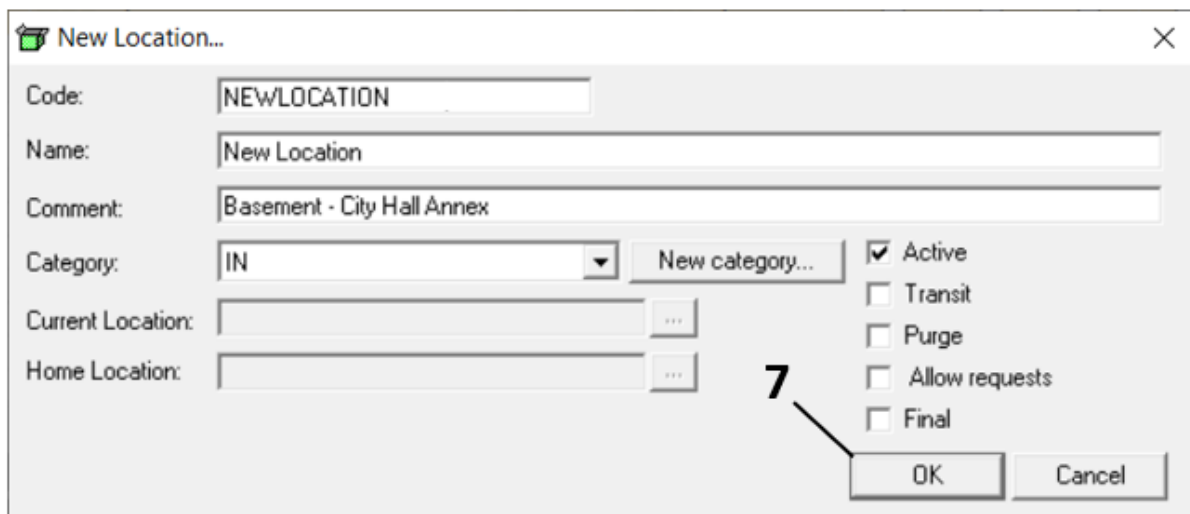 New Location...
Code: NEWLOCATION
Name: New Location
Comment: Basement - City Hall Annex
Category: IN New category... Active
Transit
Current Location: ...
Purge
Home Location: ...
Allow requests
7
Final
OK Cancel